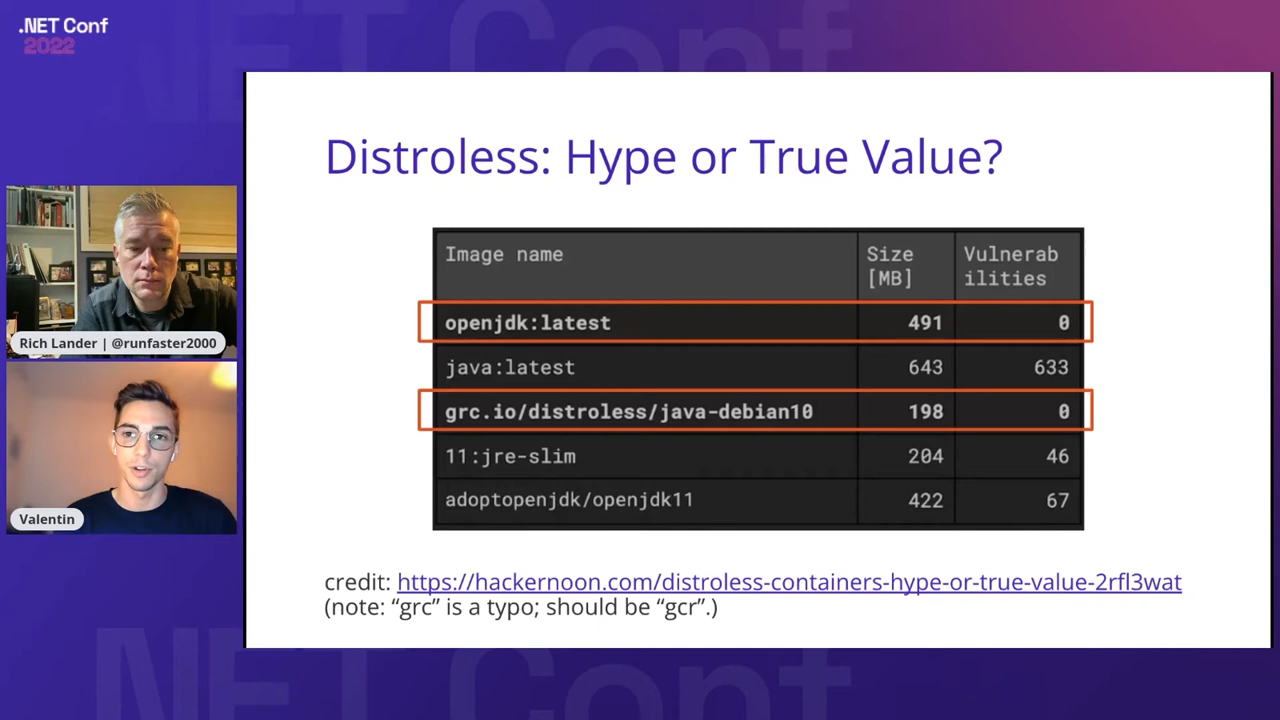 .NET Conf
2022
Distroless: Hype or True Value?
Image name Size [MB] Vulnerab ilities
openjdk:latest 491 0
java:latest 643 633
grc.io/distroless/java-debian10 198 0
11:jre-slim 204 46
adoptopenjdk/openjdk11 422 67
credit: https://hackernoon.com/distroless-containers-hype-or-true-value-2rfl3wat
(note: “grc” is a typo; should be “gcr”.)
Rich Lander | @runfaster2000
Valentin
.NET Conf